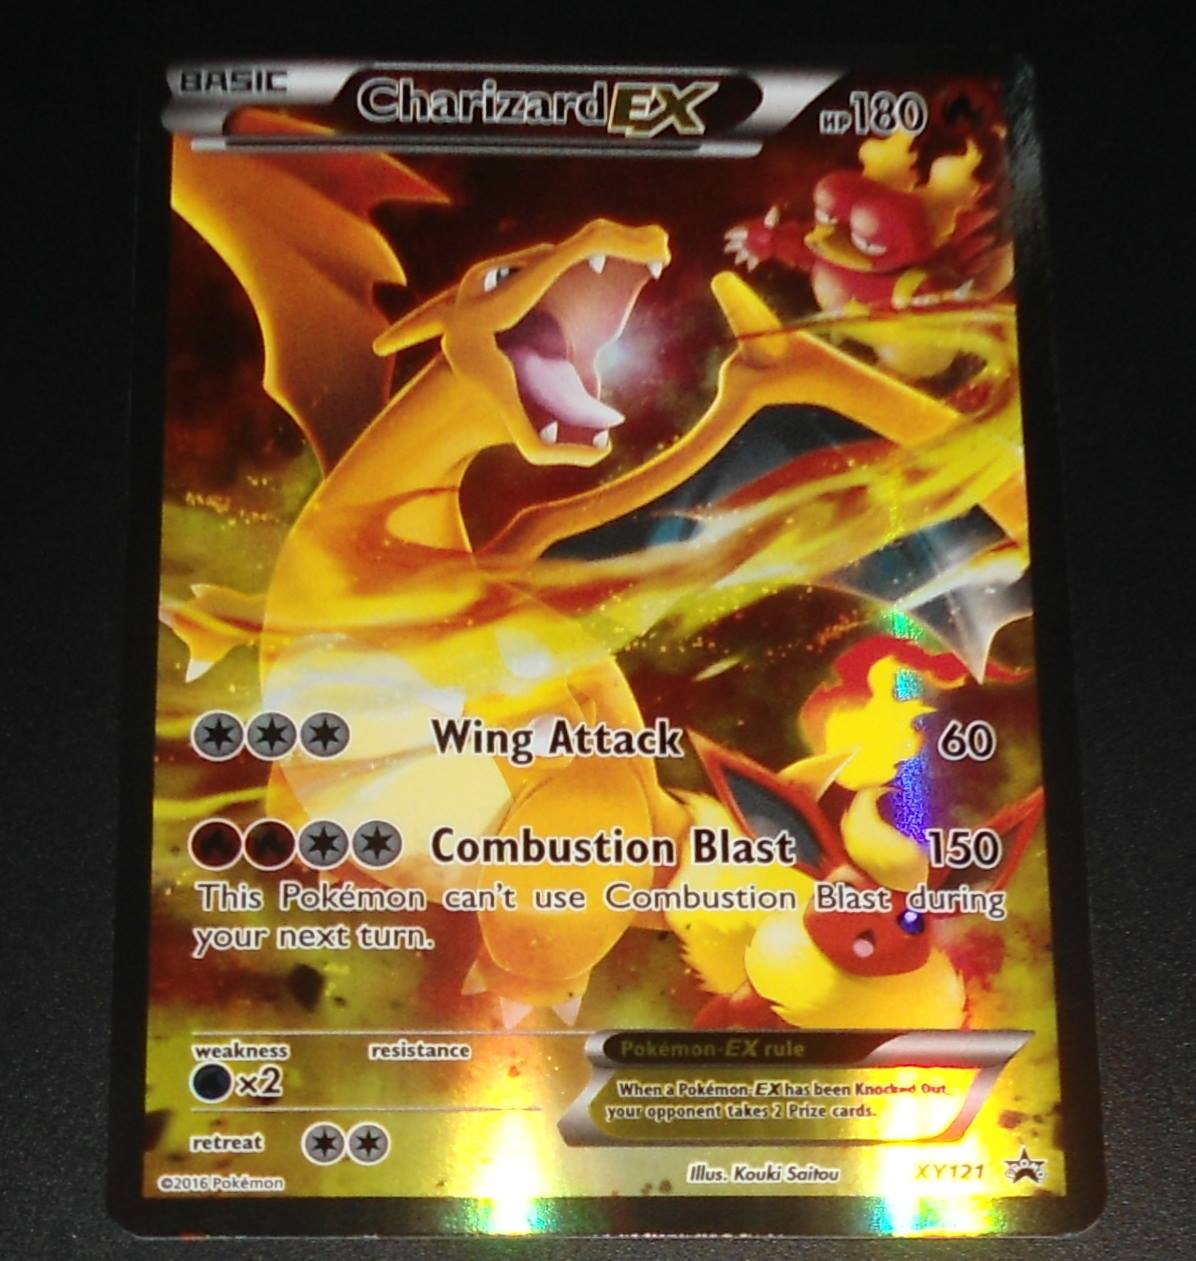 BASIC
Charizard EX
HP180
Wing Attack 60
Combustion Blast 150
This Pokémon can't use Combustion Blast during
your next turn.
weakness resistance
x2
Pokémon-EX rule
When a Pokémon-EX has been Knocked Out,
your opponent takes 2 Prize cards.
retreat
Illus. Kouki Saitou XY121
©2016 Pokémon